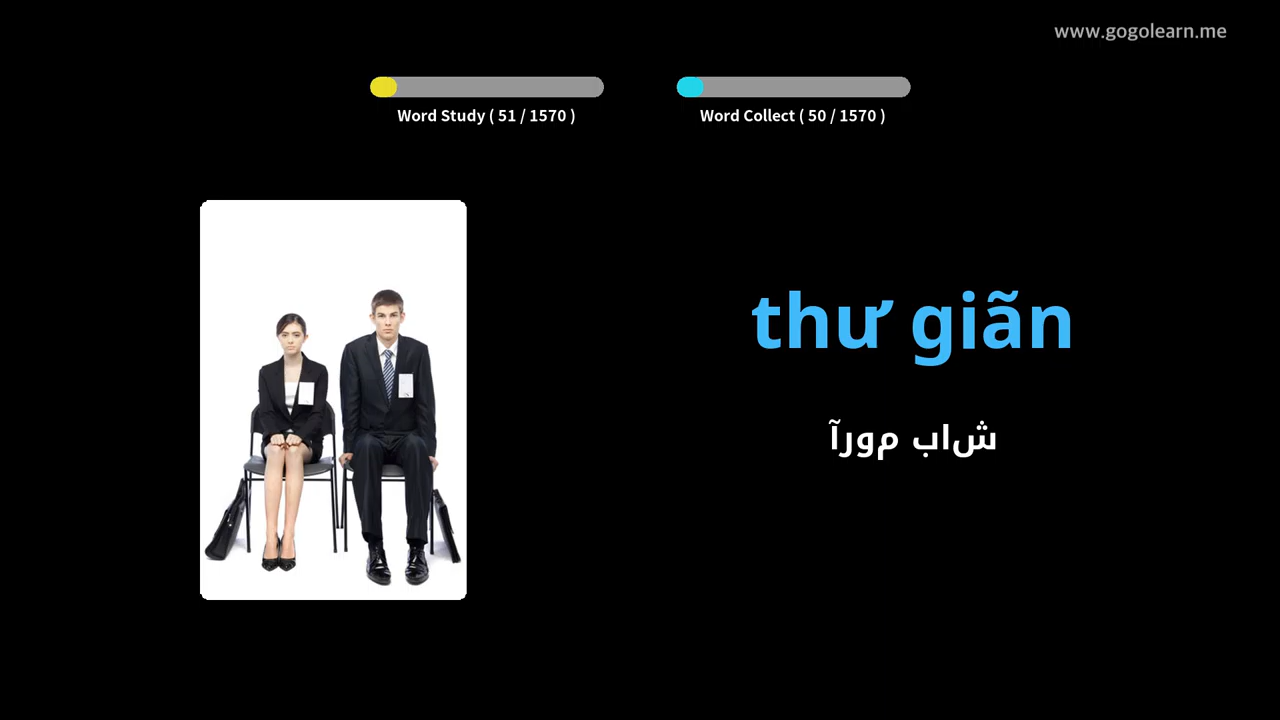 www.gogolearn.me
Word Study ( 51 / 1570 )
Word Collect ( 50 / 1570 )
thư giãn
شاب مورآ